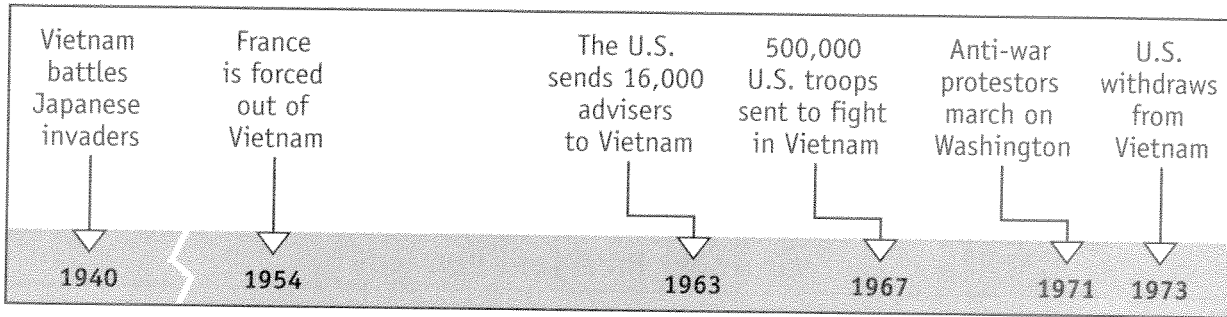 Vietnam
battles
Japanese
invaders
France
is forced
out of
Vietnam
The U.S.
sends 16,000
advisers
to Vietnam
500,000
U.S. troops
sent to fight
in Vietnam
Anti-war
protestors
march on
Washington
U.S.
withdraws
from
Vietnam
1940
1954
1963
1967
1971
1973